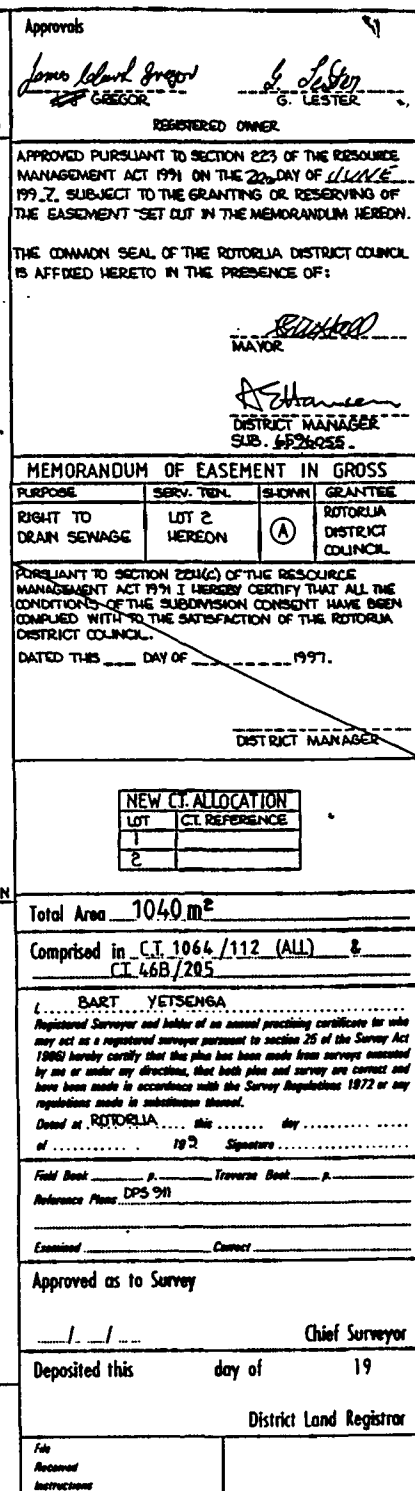 Approvals
James Gregor G. Lester
GREGOR G. LESTER
REGISTERED OWNER
APPROVED PURSUANT TO SECTION 223 OF THE RESOURCE
MANAGEMENT ACT 1991 ON THE DAY OF JUNE
199 7. SUBJECT TO THE GRANTING OR RESERVING OF
THE EASEMENT SET OUT IN THE MEMORANDUM HEREON.
THE COMMON SEAL OF THE ROTORUA DISTRICT COUNCIL
IS AFFIXED HERETO IN THE PRESENCE OF:
MAYOR
DISTRICT MANAGER
SUB.
MEMORANDUM OF EASEMENT IN GROSS
PURPOSE SERV. TEN. SHOWN GRANTEE
RIGHT TO DRAIN SEWAGE LOT 2 HEREON A ROTORUA DISTRICT COUNCIL
PURSUANT TO SECTION 224(c) OF THE RESOURCE
MANAGEMENT ACT 1991 I HEREBY CERTIFY THAT ALL THE
CONDITIONS OF THE SUBDIVISION CONSENT HAVE BEEN
COMPLIED WITH TO THE SATISFACTION OF THE ROTORUA
DISTRICT COUNCIL.
DATED THIS DAY OF 1997.
DISTRICT MANAGER
NEW C.T. ALLOCATION
LOT C.T. REFERENCE
1
2
N
Total Area 1040 m²
Comprised in C.T. 1064/112 (ALL) &
C.T. 46B/205
I, BART YETSENGA
Registered Surveyor and holder of an annual practising certificate (or who
may act as a registered surveyor pursuant to section 25 of the Survey Act
1986) hereby certify that this plan has been made from surveys executed
by me or under my directions, that both plan and survey are correct and
have been made in accordance with the Survey Regulations 1972 or any
regulations made in substitution thereof.
Dated at ROTORUA this day
of 199 Signature
Field Book p. Traverse Book p.
Reference Plans DPS 911
Examined Correct
Approved as to Survey
/ /
Chief Surveyor
Deposited this day of 19
District Land Registrar
File
Received
Instructions